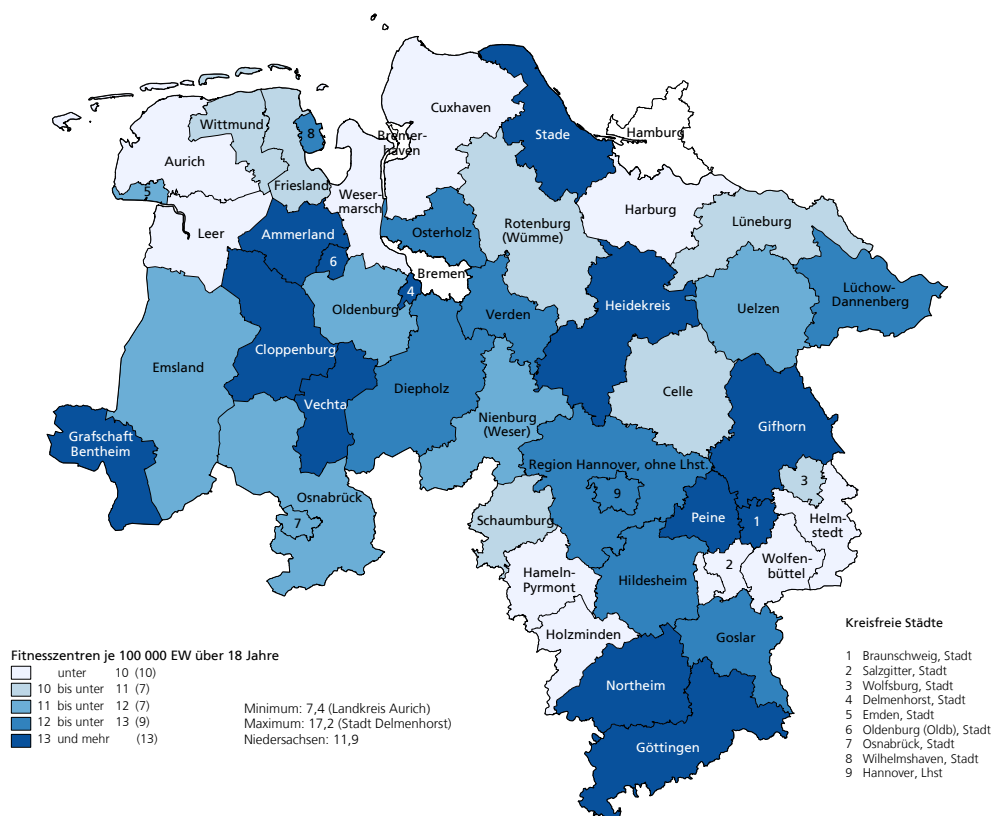 Cuxhaven
Stade
Hamburg
Bremer-
haven
Wittmund
8
Aurich
5
Friesland
Weser-
marsch
Leer
Ammerland
6
Osterholz
Rotenburg
(Wümme)
Harburg
Lüneburg
Bremen
4
Oldenburg
Verden
Heidekreis
Uelzen
Lüchow-
Dannenberg
Emsland
Cloppenburg
Vechta
Diepholz
Nienburg
(Weser)
Celle
Gifhorn
Grafschaft
Bentheim
Osnabrück
7
Region Hannover, ohne Lhst.
9
Schaumburg
Peine
1
3
Helm-
stedt
2
Wolfen-
büttel
Hameln-
Pyrmont
Hildesheim
Holzminden
Goslar
Northeim
Göttingen
Fitnesszentren je 100 000 EW über 18 Jahre
unter 10 (10)
10 bis unter 11 (7)
11 bis unter 12 (7)
12 bis unter 13 (9)
13 und mehr (13)
Minimum: 7,4 (Landkreis Aurich)
Maximum: 17,2 (Stadt Delmenhorst)
Niedersachsen: 11,9
Kreisfreie Städte
1 Braunschweig, Stadt
2 Salzgitter, Stadt
3 Wolfsburg, Stadt
4 Delmenhorst, Stadt
5 Emden, Stadt
6 Oldenburg (Oldb), Stadt
7 Osnabrück, Stadt
8 Wilhelmshaven, Stadt
9 Hannover, Lhst